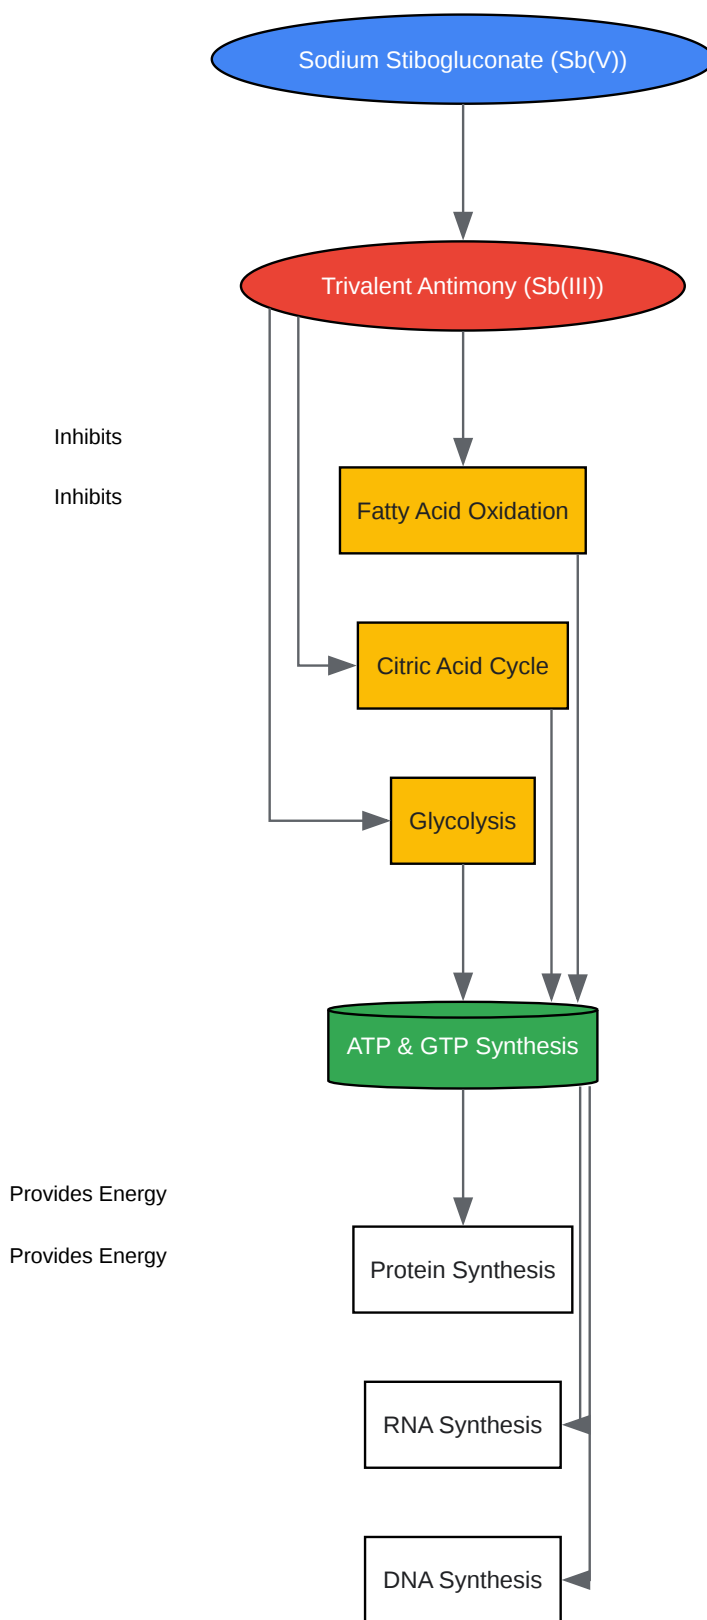 Sodium Stibogluconate (Sb(V))
Trivalent Antimony (Sb(III))
Inhibits
Inhibits
Fatty Acid Oxidation
Citric Acid Cycle
Glycolysis
ATP & GTP Synthesis
Provides Energy
Provides Energy
Protein Synthesis
RNA Synthesis
DNA Synthesis